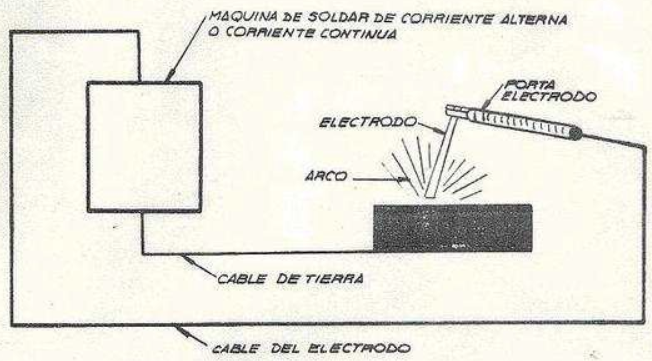 MAQUINA DE SOLDAR DE CORRIENTE ALTERNA
O CORRIENTE CONTINUA
PORTA
ELECTRODO
ELECTRODO
ARCO
CABLE DE TIERRA
CABLE DEL ELECTRODO